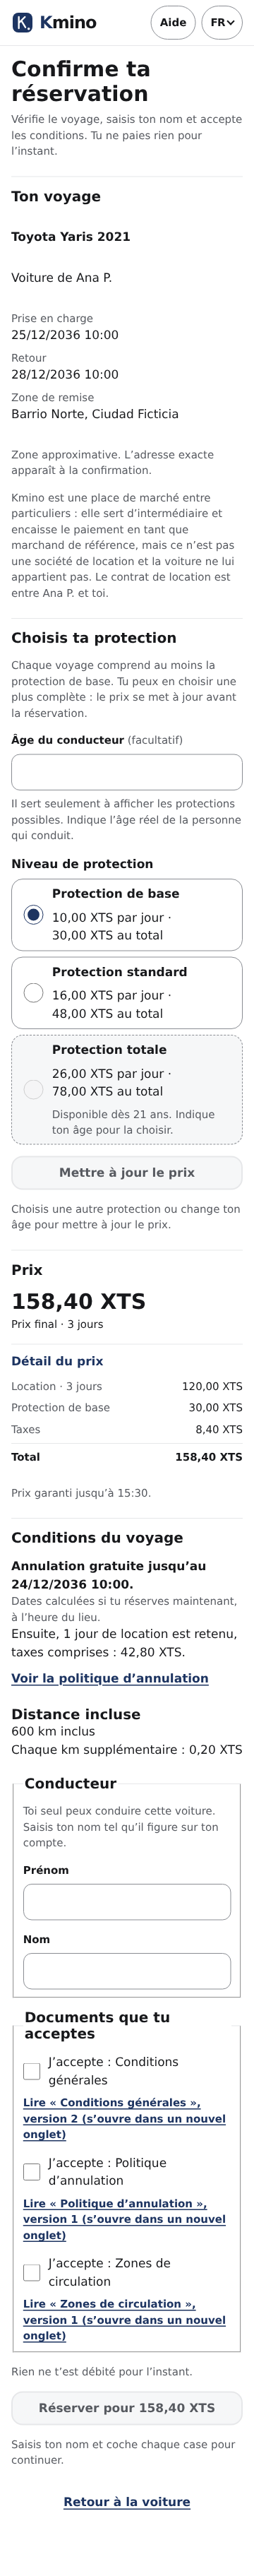 Kmino
Aide
FR
Confirme ta
réservation
Vérifie le voyage, saisis ton nom et accepte
les conditions. Tu ne paies rien pour
l’instant.
Ton voyage
Toyota Yaris 2021
Voiture de Ana P.
Prise en charge
25/12/2036 10:00
Retour
28/12/2036 10:00
Zone de remise
Barrio Norte, Ciudad Ficticia
Zone approximative. L’adresse exacte
apparaît à la confirmation.
Kmino est une place de marché entre
particuliers : elle sert d’intermédiaire et
encaisse le paiement en tant que
marchand de référence, mais ce n’est pas
une société de location et la voiture ne lui
appartient pas. Le contrat de location est
entre Ana P. et toi.
Choisis ta protection
Chaque voyage comprend au moins la
protection de base. Tu peux en choisir une
plus complète : le prix se met à jour avant
la réservation.
Âge du conducteur (facultatif)
Il sert seulement à afficher les protections
possibles. Indique l’âge réel de la personne
qui conduit.
Niveau de protection
Protection de base
10,00 XTS par jour ·
30,00 XTS au total
Protection standard
16,00 XTS par jour ·
48,00 XTS au total
Protection totale
26,00 XTS par jour ·
78,00 XTS au total
Disponible dès 21 ans. Indique
ton âge pour la choisir.
Mettre à jour le prix
Choisis une autre protection ou change ton
âge pour mettre à jour le prix.
Prix
158,40 XTS
Prix final · 3 jours
Détail du prix
Location · 3 jours 120,00 XTS
Protection de base 30,00 XTS
Taxes 8,40 XTS
Total 158,40 XTS
Prix garanti jusqu’à 15:30.
Conditions du voyage
Annulation gratuite jusqu’au
24/12/2036 10:00.
Dates calculées si tu réserves maintenant,
à l’heure du lieu.
Ensuite, 1 jour de location est retenu,
taxes comprises : 42,80 XTS.
Voir la politique d’annulation
Distance incluse
600 km inclus
Chaque km supplémentaire : 0,20 XTS
Conducteur
Toi seul peux conduire cette voiture.
Saisis ton nom tel qu’il figure sur ton
compte.
Prénom
Nom
Documents que tu
acceptes
J’accepte : Conditions
générales
Lire « Conditions générales »,
version 2 (s’ouvre dans un nouvel
onglet)
J’accepte : Politique
d’annulation
Lire « Politique d’annulation »,
version 1 (s’ouvre dans un nouvel
onglet)
J’accepte : Zones de
circulation
Lire « Zones de circulation »,
version 1 (s’ouvre dans un nouvel
onglet)
Rien ne t’est débité pour l’instant.
Réserver pour 158,40 XTS
Saisis ton nom et coche chaque case pour
continuer.
Retour à la voiture